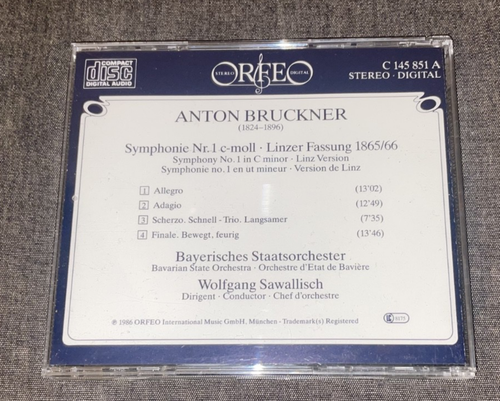 COMPACT
disc
DIGITAL AUDIO
STEREO ORFEO DIGITAL
C 145 851 A
STEREO · DIGITAL
ANTON BRUCKNER
(1824–1896)
Symphonie Nr. 1 c-moll · Linzer Fassung 1865/66
Symphony No. 1 in C minor · Linz Version
Symphonie no. 1 en ut mineur · Version de Linz
1 Allegro (13'02)
2 Adagio (12'49)
3 Scherzo. Schnell - Trio. Langsamer (7'35)
4 Finale. Bewegt, feurig (13'46)
Bayerisches Staatsorchester
Bavarian State Orchestra · Orchestre d'Etat de Bavière
Wolfgang Sawallisch
Dirigent · Conductor · Chef d'orchestre
℗ 1986 ORFEO International Music GmbH, München · Trademark(s) Registered